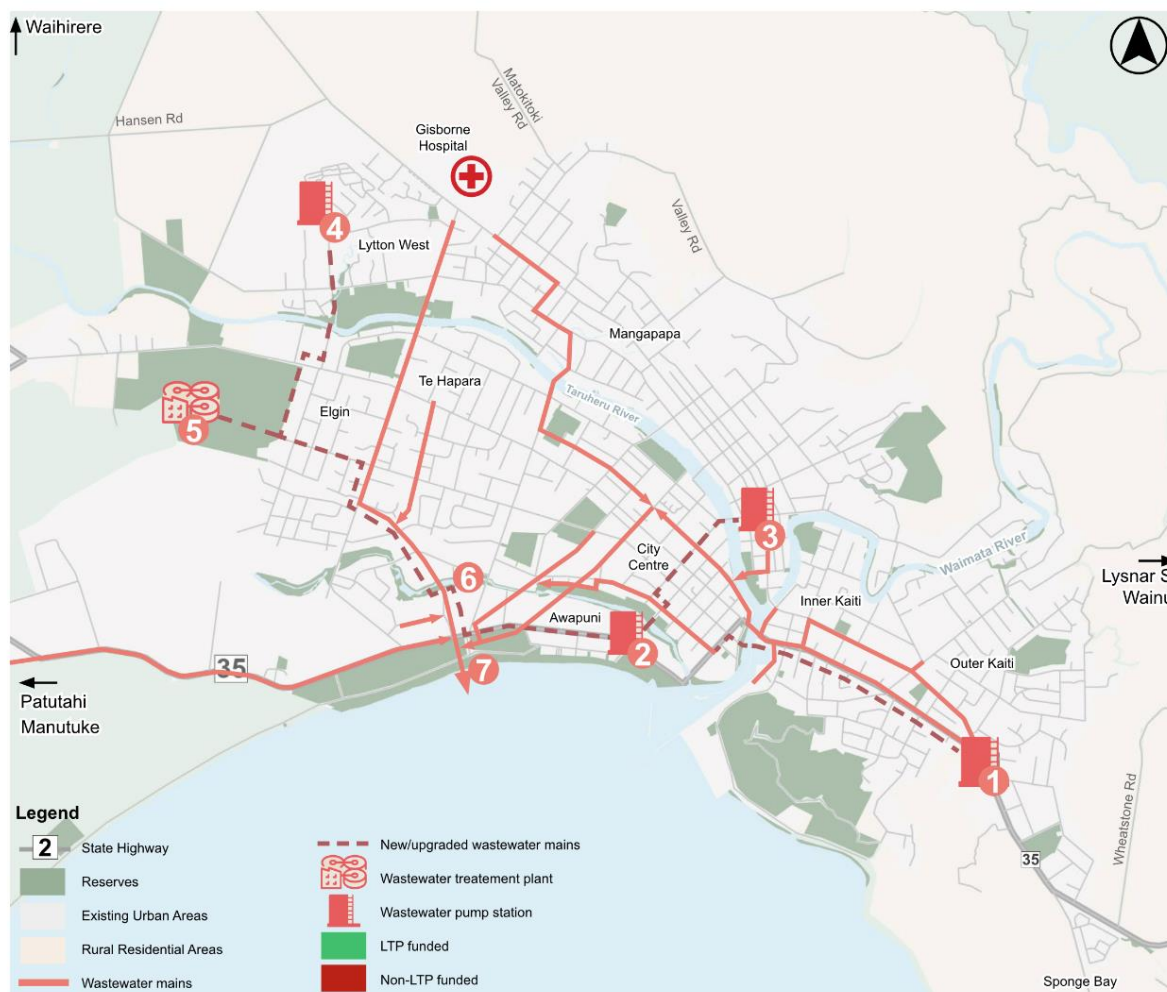 Waihirere
Hansen Rd
Matokitoki
Valley Rd
Gisborne
Hospital
4
Lytton West
Valley Rd
Mangapapa
Te Hapara
Taruheru River
Elgin
5
3
City
Centre
Waimata River
Lysnar
Wainu
6
Inner Kaiti
Awapuni
2
Outer Kaiti
35
7
Patutahi
Manutuke
1
Wheatstone Rd
35
Sponge Bay
Legend
2 State Highway
Reserves
Existing Urban Areas
Rural Residential Areas
Wastewater mains
New/upgraded wastewater mains
Wastewater treatement plant
Wastewater pump station
LTP funded
Non-LTP funded